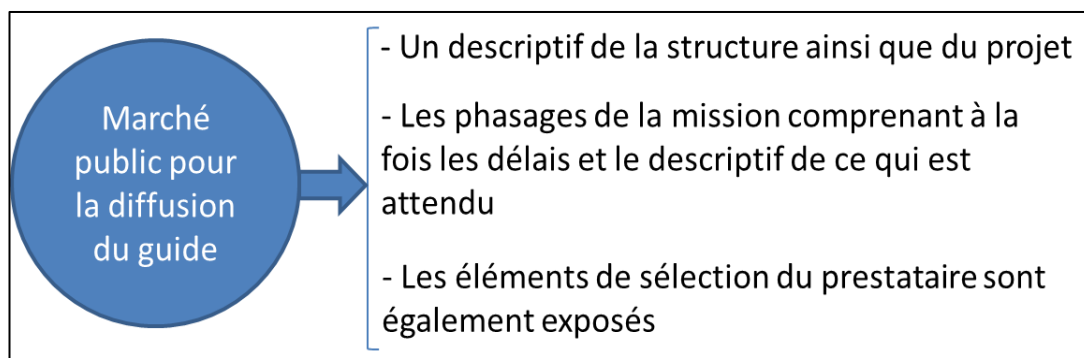 Marché
public pour
la diffusion
du guide
- Un descriptif de la structure ainsi que du projet
- Les phasages de la mission comprenant à la
fois les délais et le descriptif de ce qui est
attendu
- Les éléments de sélection du prestataire sont
également exposés